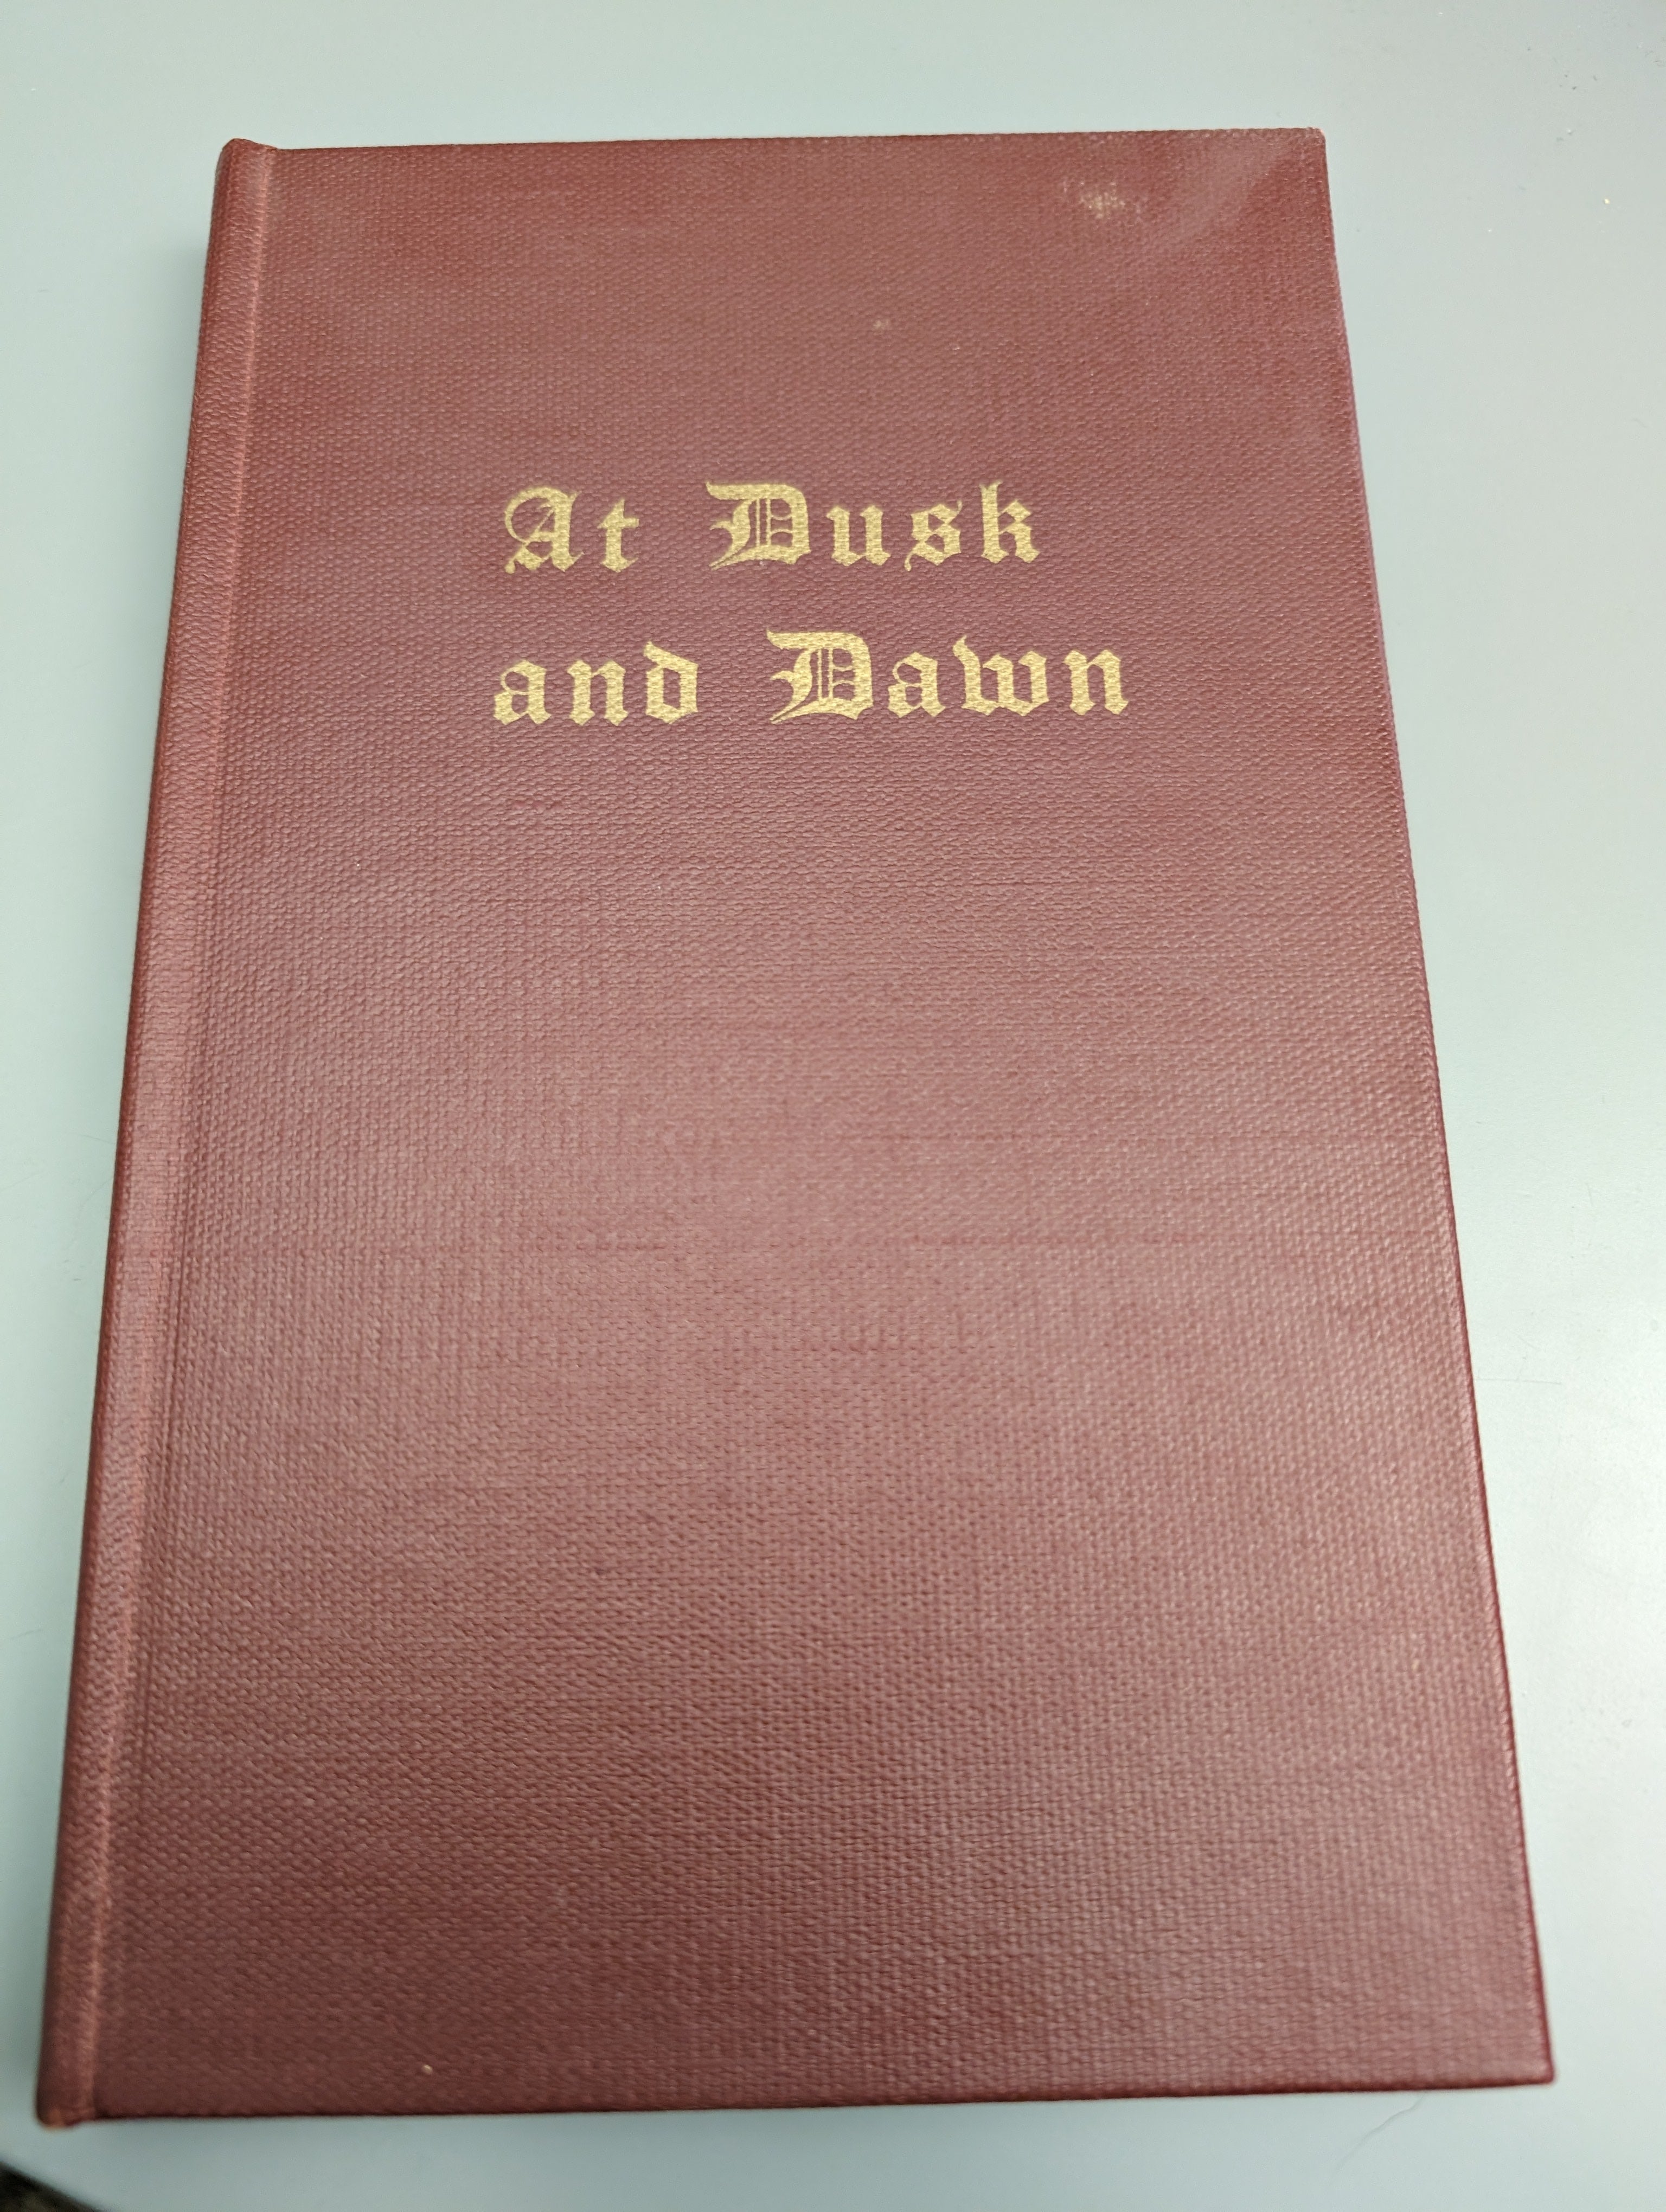 At Dusk
and Dawn